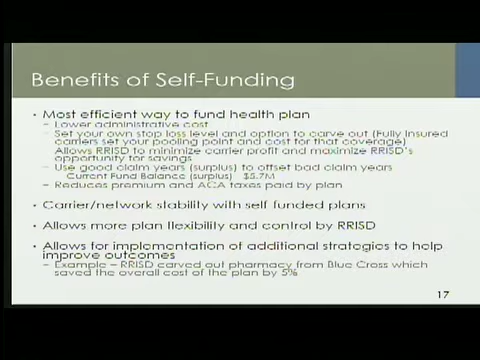 Benefits of Self-Funding
• Most efficient way to fund health plan
– Lower administrative cost
– Set your own stop loss level and option to carve out (Fully Insured
carriers set your pooling point and cost for that coverage)
– Allows RRISD to minimize carrier profit and maximize RRISD's
opportunity for savings
– Use good claim years (surplus) to offset bad claim years
Current Fund Balance (surplus) $5.7M
– Reduces premium and ACA taxes paid by plan
• Carrier/network stability with self funded plans
• Allows more plan flexibility and control by RRISD
• Allows for implementation of additional strategies to help
improve outcomes
– Example – RRISD carved out pharmacy from Blue Cross which
saved the overall cost of the plan by 5%
17